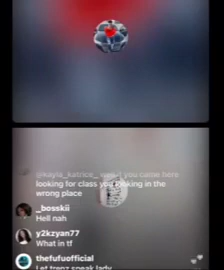 @kayla_katrice_ you came here
looking for class you looking in the
wrong place
_bosskii
Hell nah
y2kzyan77
What in tf
thefufuofficial
Let trenz speak lady